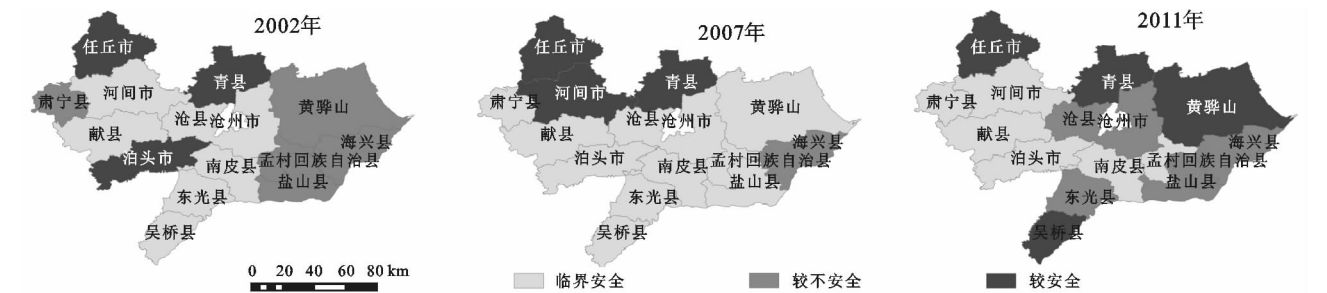 2002年
任丘市
青县
肃宁县
河间市
黄骅山
沧县
沧州市
献县
海兴县
泊头市
南皮县
孟村回族自治县
盐山县
东光县
吴桥县
0 20 40 60 80 km
2007年
任丘市
青县
肃宁县
河间市
黄骅山
沧县
沧州市
献县
海兴县
泊头市
南皮县
孟村回族自治县
盐山县
东光县
吴桥县
2011年
任丘市
青县
肃宁县
河间市
黄骅山
沧县
沧州市
献县
海兴县
泊头市
南皮县
孟村回族自治县
盐山县
东光县
吴桥县
临界安全
较不安全
较安全